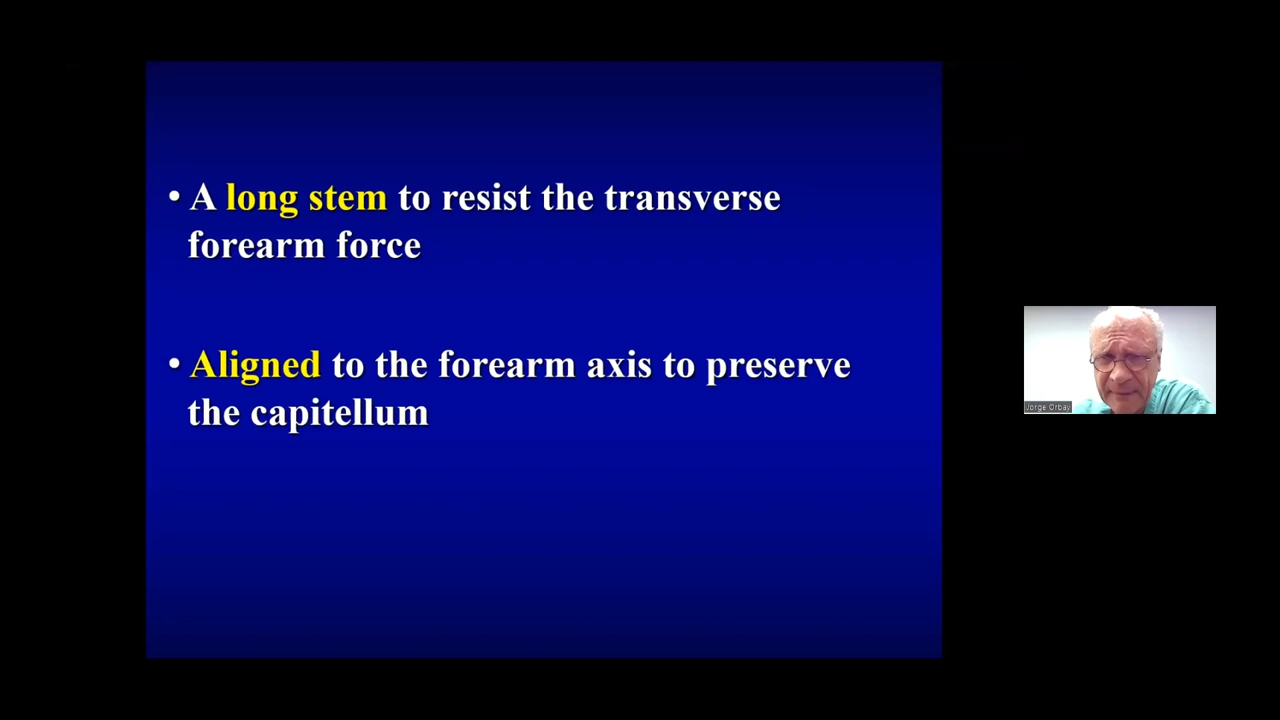 • A long stem to resist the transverse
forearm force
• Aligned to the forearm axis to preserve
the capitellum
Jorge Orbay